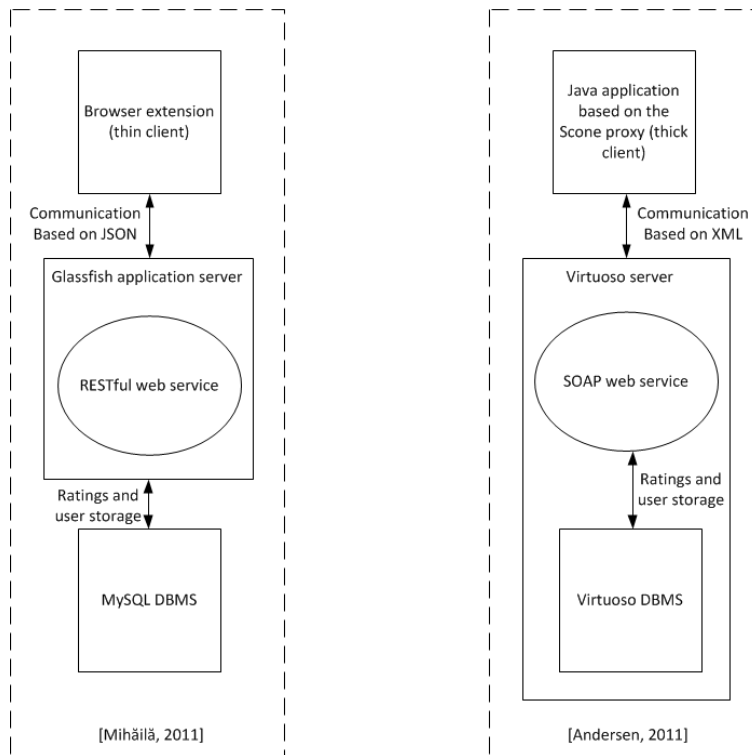 Browser extension
(thin client)
Communication
Based on JSON
Glassfish application server
RESTful web service
Ratings and
user storage
MySQL DBMS
[Mihăilă, 2011]
Java application
based on the
Scone proxy (thick
client)
Communication
Based on XML
Virtuoso server
SOAP web service
Ratings and
user storage
Virtuoso DBMS
[Andersen, 2011]